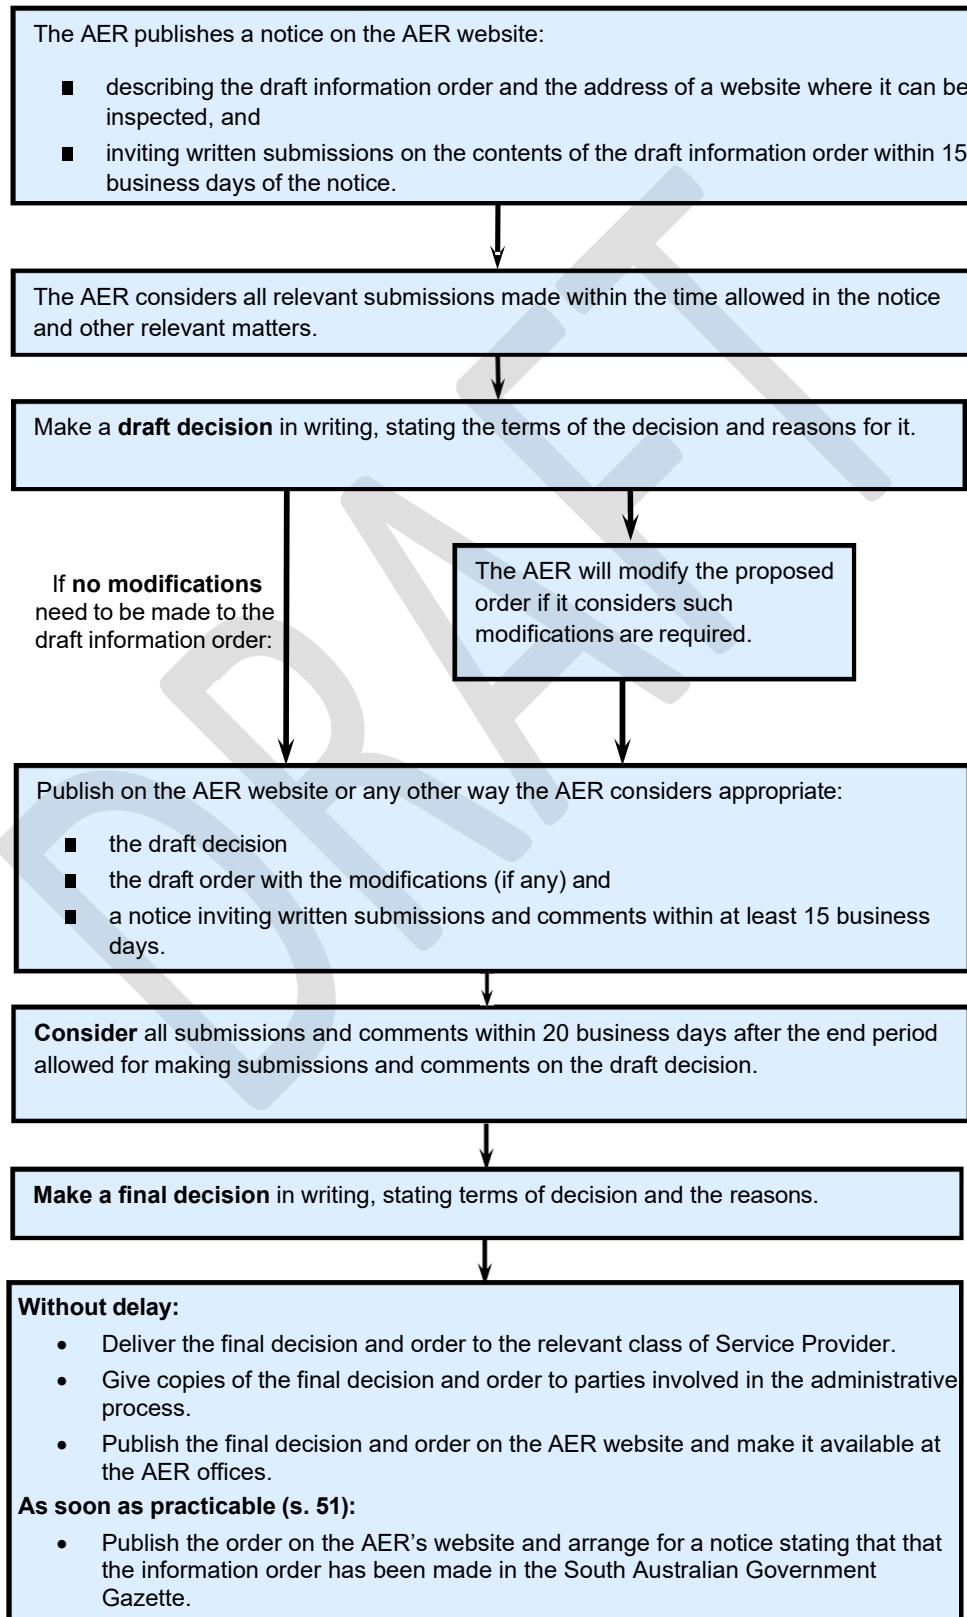 The AER publishes a notice on the AER website:
■ describing the draft information order and the address of a website where it can be
inspected, and
■ inviting written submissions on the contents of the draft information order within 15
business days of the notice.
The AER considers all relevant submissions made within the time allowed in the notice
and other relevant matters.
Make a draft decision in writing, stating the terms of the decision and reasons for it.
If no modifications
need to be made to the
draft information order:
The AER will modify the proposed
order if it considers such
modifications are required.
Publish on the AER website or any other way the AER considers appropriate:
■ the draft decision
■ the draft order with the modifications (if any) and
■ a notice inviting written submissions and comments within at least 15 business
days.
Consider all submissions and comments within 20 business days after the end period
allowed for making submissions and comments on the draft decision.
Make a final decision in writing, stating terms of decision and the reasons.
Without delay:
• Deliver the final decision and order to the relevant class of Service Provider.
• Give copies of the final decision and order to parties involved in the administrative
process.
• Publish the final decision and order on the AER website and make it available at
the AER offices.
As soon as practicable (s. 51):
• Publish the order on the AER’s website and arrange for a notice stating that that
the information order has been made in the South Australian Government
Gazette.
DRAFT